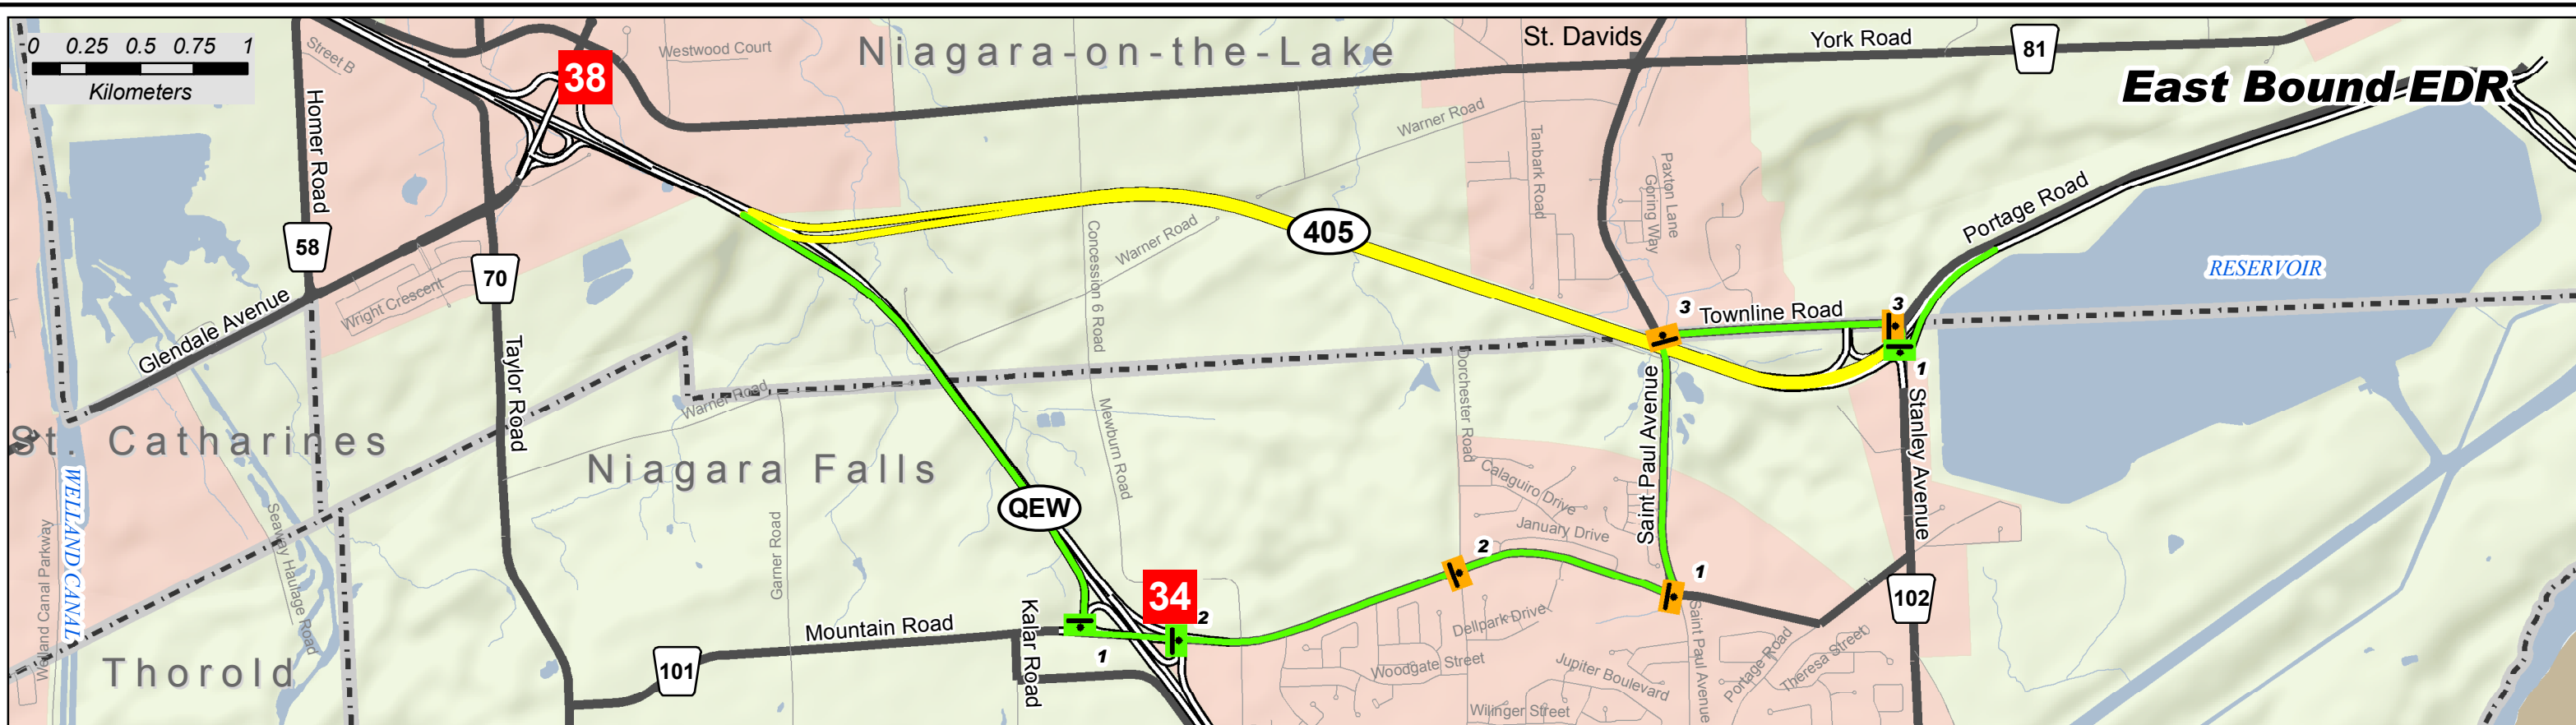 0 0.25 0.5 0.75 1
Kilometers
Street B
38
Westwood Court
Niagara-on-the-Lake
St. Davids
York Road
81
East Bound EDR
Homer Road
58
70
Glendale Avenue
Wright Crescent
Taylor Road
Concession 6 Road
Warner Road
Warner Road
405
Tanbark Road
Paxton Lane
Goring Way
Portage Road
RESERVOIR
3
Townline Road
3
1
St. Catharines
WELLAND CANAL
Welland Canal Parkway
Seaway Haulage Road
Thorold
Niagara Falls
Warner Road
Garner Road
QEW
Mewburn Road
Dorchester Road
Calaguiro Drive
January Drive
Saint Paul Avenue
Stanley Avenue
102
Mountain Road
101
Kalar Road
1
34
2
2
1
Dellpark Drive
Woodgate Street
Jupiter Boulevard
Wilinger Street
Saint Paul Avenue
Portage Road
Theresa Street